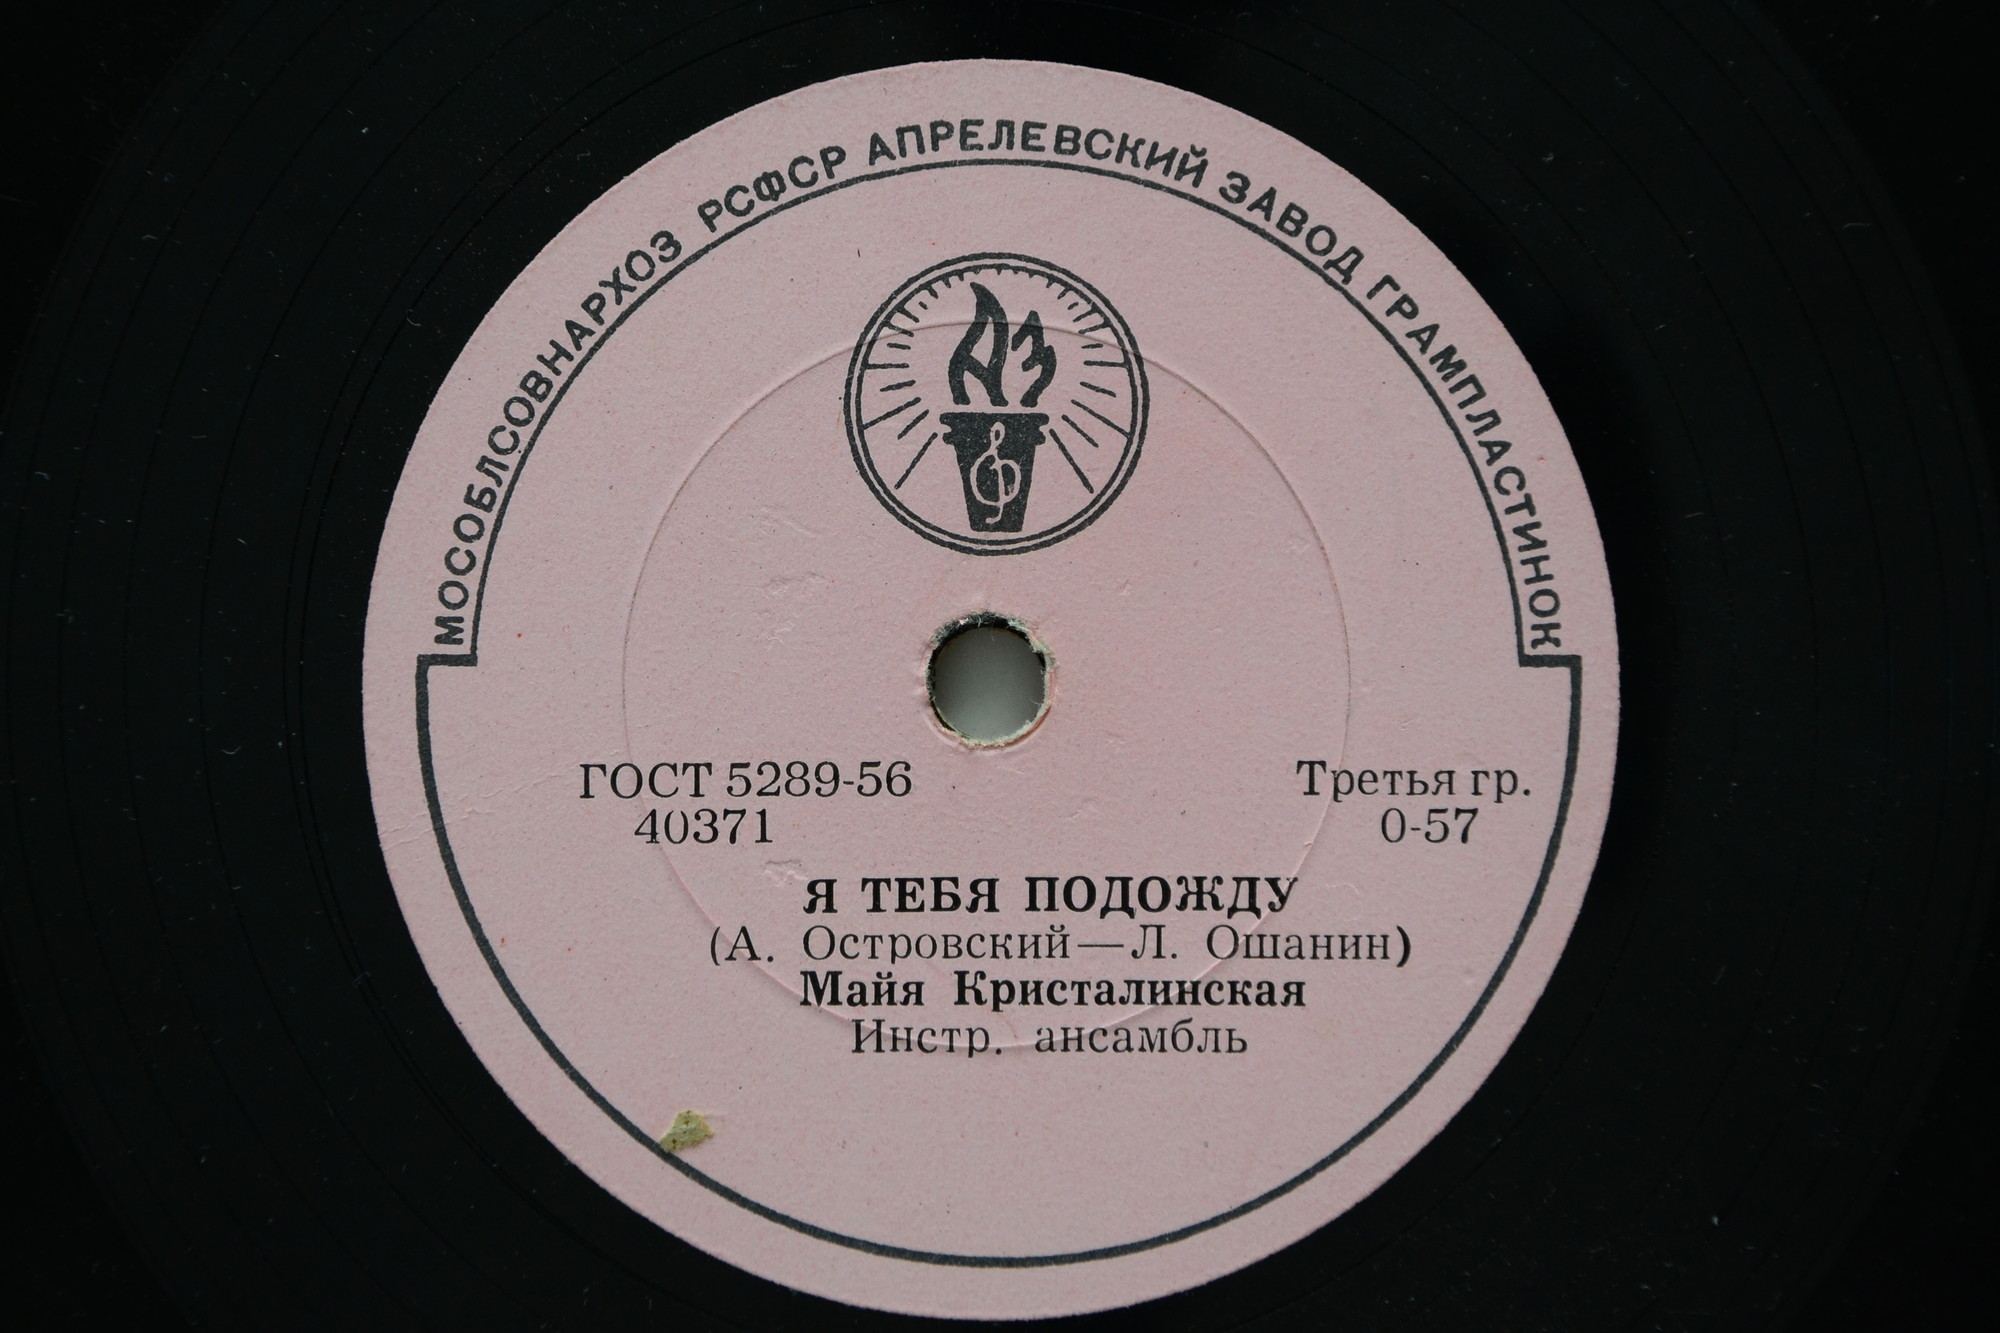 МОСОБЛСОВНАРХОЗ РСФСР АПРЕЛЕВСКИЙ ЗАВОД ГРАМПЛАСТИНОК
АЗ
ГОСТ 5289-56 Третья гр.
40371 0-57
Я ТЕБЯ ПОДОЖДУ
(А. Островский—Л. Ошанин)
Майя Кристалинская
Инстр. ансамбль